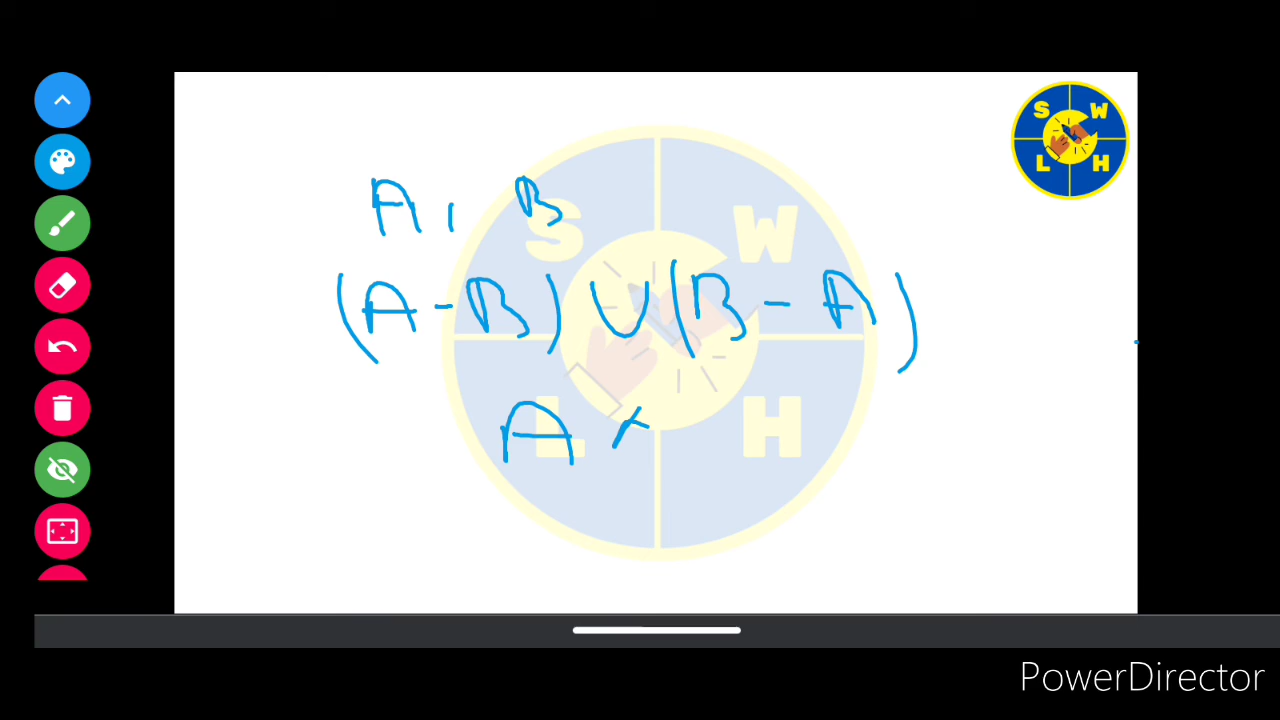 S W
L H
A, B
(A-B) ∪ (B-A)
A
S W
L H
PowerDirector